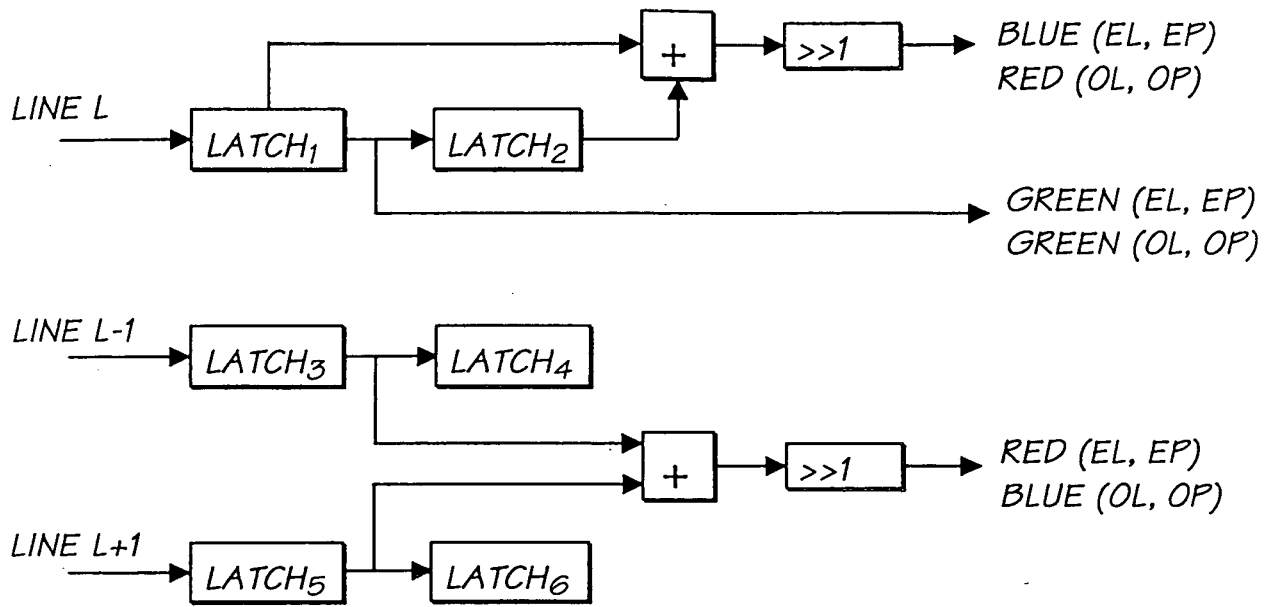 BLUE (EL, EP)
RED (OL, OP)
+
>>1
LINE L
LATCH1
LATCH2
GREEN (EL, EP)
GREEN (OL, OP)
LINE L-1
LATCH3
LATCH4
+
>>1
RED (EL, EP)
BLUE (OL, OP)
LINE L+1
LATCH5
LATCH6